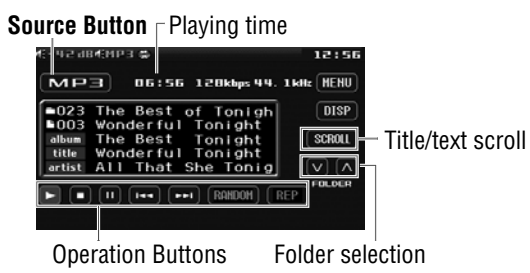 Source Button Playing time
-42dB MP3 12:56
MP3 06:56 128kbps 44.1kHz MENU
023 The Best of Tonigh DISP
003 Wonderful Tonight
album The Best Tonight SCROLL Title/text scroll
title Wonderful Tonight
artist All That She Tonig
FOLDER
RANDOM REP
Operation Buttons Folder selection